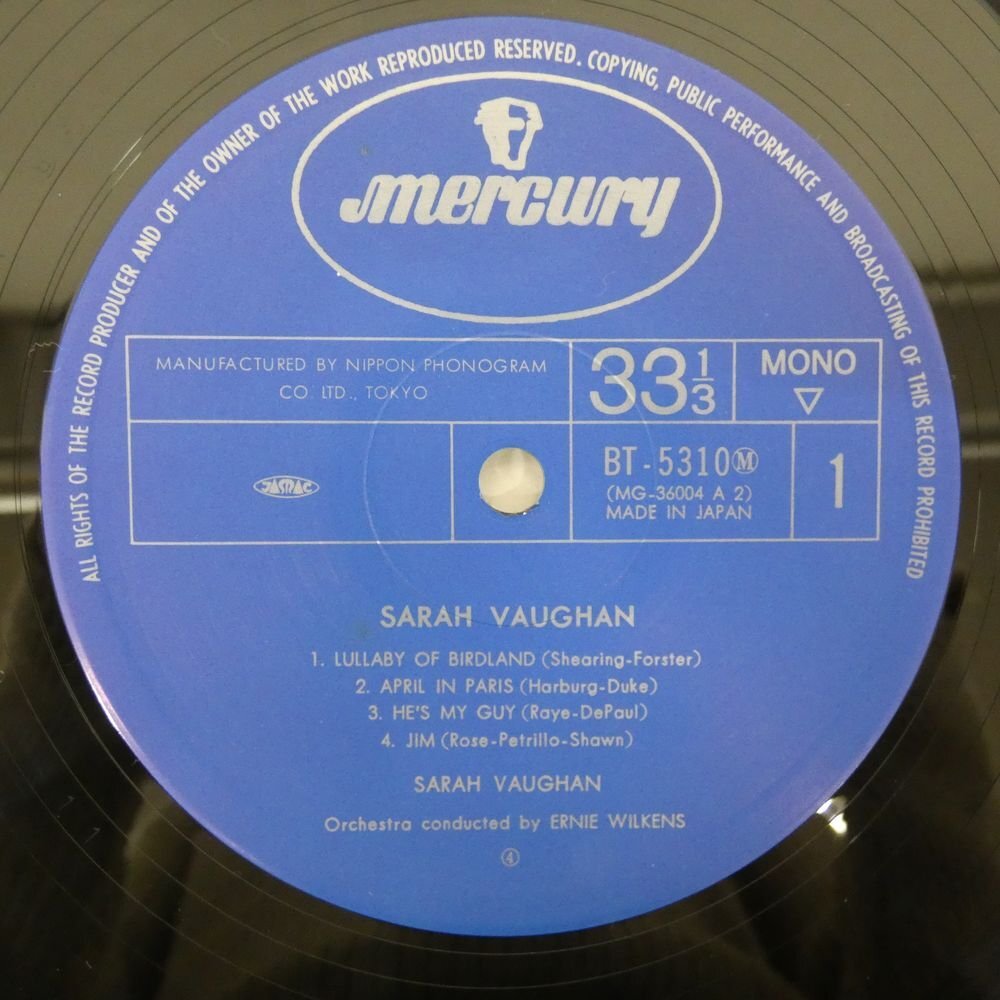 ALL RIGHTS OF THE RECORD PRODUCER AND OF THE OWNER OF THE WORK REPRODUCED RESERVED. COPYING, PUBLIC PERFORMANCE AND BROADCASTING OF THIS RECORD PROHIBITED
mercury
MANUFACTURED BY NIPPON PHONOGRAM
CO. LTD., TOKYO
33 1/3
MONO
▽
JASRAC
BT-5310Ⓜ
(MG-36004 A 2)
MADE IN JAPAN
1
SARAH VAUGHAN
1. LULLABY OF BIRDLAND (Shearing-Forster)
2. APRIL IN PARIS (Harburg-Duke)
3. HE'S MY GUY (Raye-DePaul)
4. JIM (Rose-Petrillo-Shawn)
SARAH VAUGHAN
Orchestra conducted by ERNIE WILKENS
④